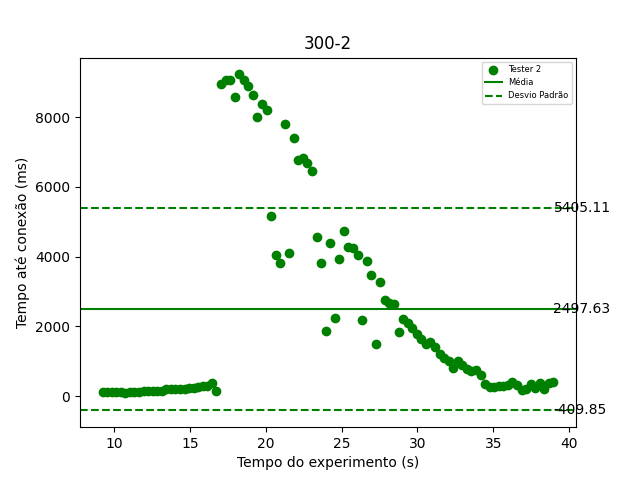 300-2
Tempo até conexão (ms)
8000
6000
4000
2000
0
Tester 2
Média
Desvio Padrão
5405.11
2497.63
-409.85
10 15 20 25 30 35 40
Tempo do experimento (s)